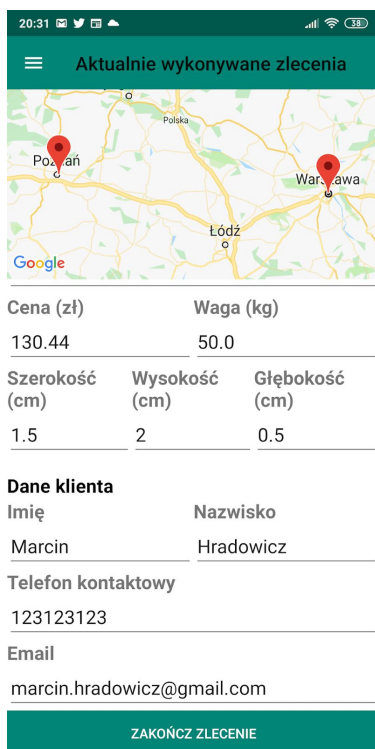 20:31 38
Aktualnie wykonywane zlecenia
Polska
Poznań
Warszawa
Łódź
Google
Cena (zł) Waga (kg)
130.44 50.0
Szerokość (cm) Wysokość (cm) Głębokość (cm)
1.5 2 0.5
Dane klienta
Imię Nazwisko
Marcin Hradowicz
Telefon kontaktowy
123123123
Email
marcin.hradowicz@gmail.com
ZAKOŃCZ ZLECENIE